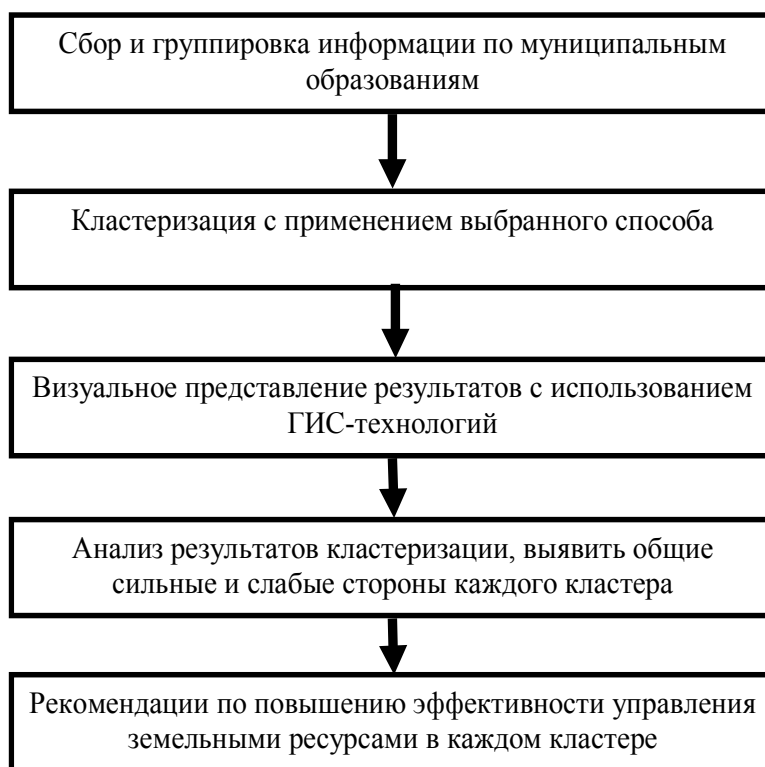 Сбор и группировка информации по муниципальным
образованиям
Кластеризация с применением выбранного способа
Визуальное представление результатов с использованием
ГИС-технологий
Анализ результатов кластеризации, выявить общие
сильные и слабые стороны каждого кластера
Рекомендации по повышению эффективности управления
земельными ресурсами в каждом кластере